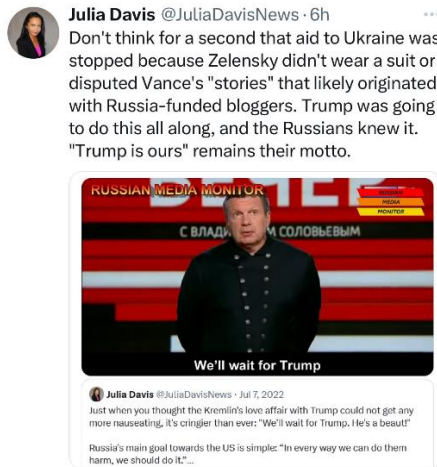 Julia Davis @JuliaDavisNews · 6h
Don't think for a second that aid to Ukraine was
stopped because Zelensky didn't wear a suit or
disputed Vance's "stories" that likely originated
with Russia-funded bloggers. Trump was going
to do this all along, and the Russians knew it.
"Trump is ours" remains their motto.
RUSSIAN MEDIA MONITOR
RUSSIAN
MEDIA
MONITOR
С ВЛАДИ М СОЛОВЬЕВЫМ
We'll wait for Trump
Julia Davis @JuliaDavisNews · Jul 7, 2022
Just when you thought the Kremlin's love affair with Trump could not get any
more nauseating, it's cringier than ever: "We'll wait for Trump. He's a beaut!"
Russia's main goal towards the US is simple: "In every way we can do them
harm, we should do it."...